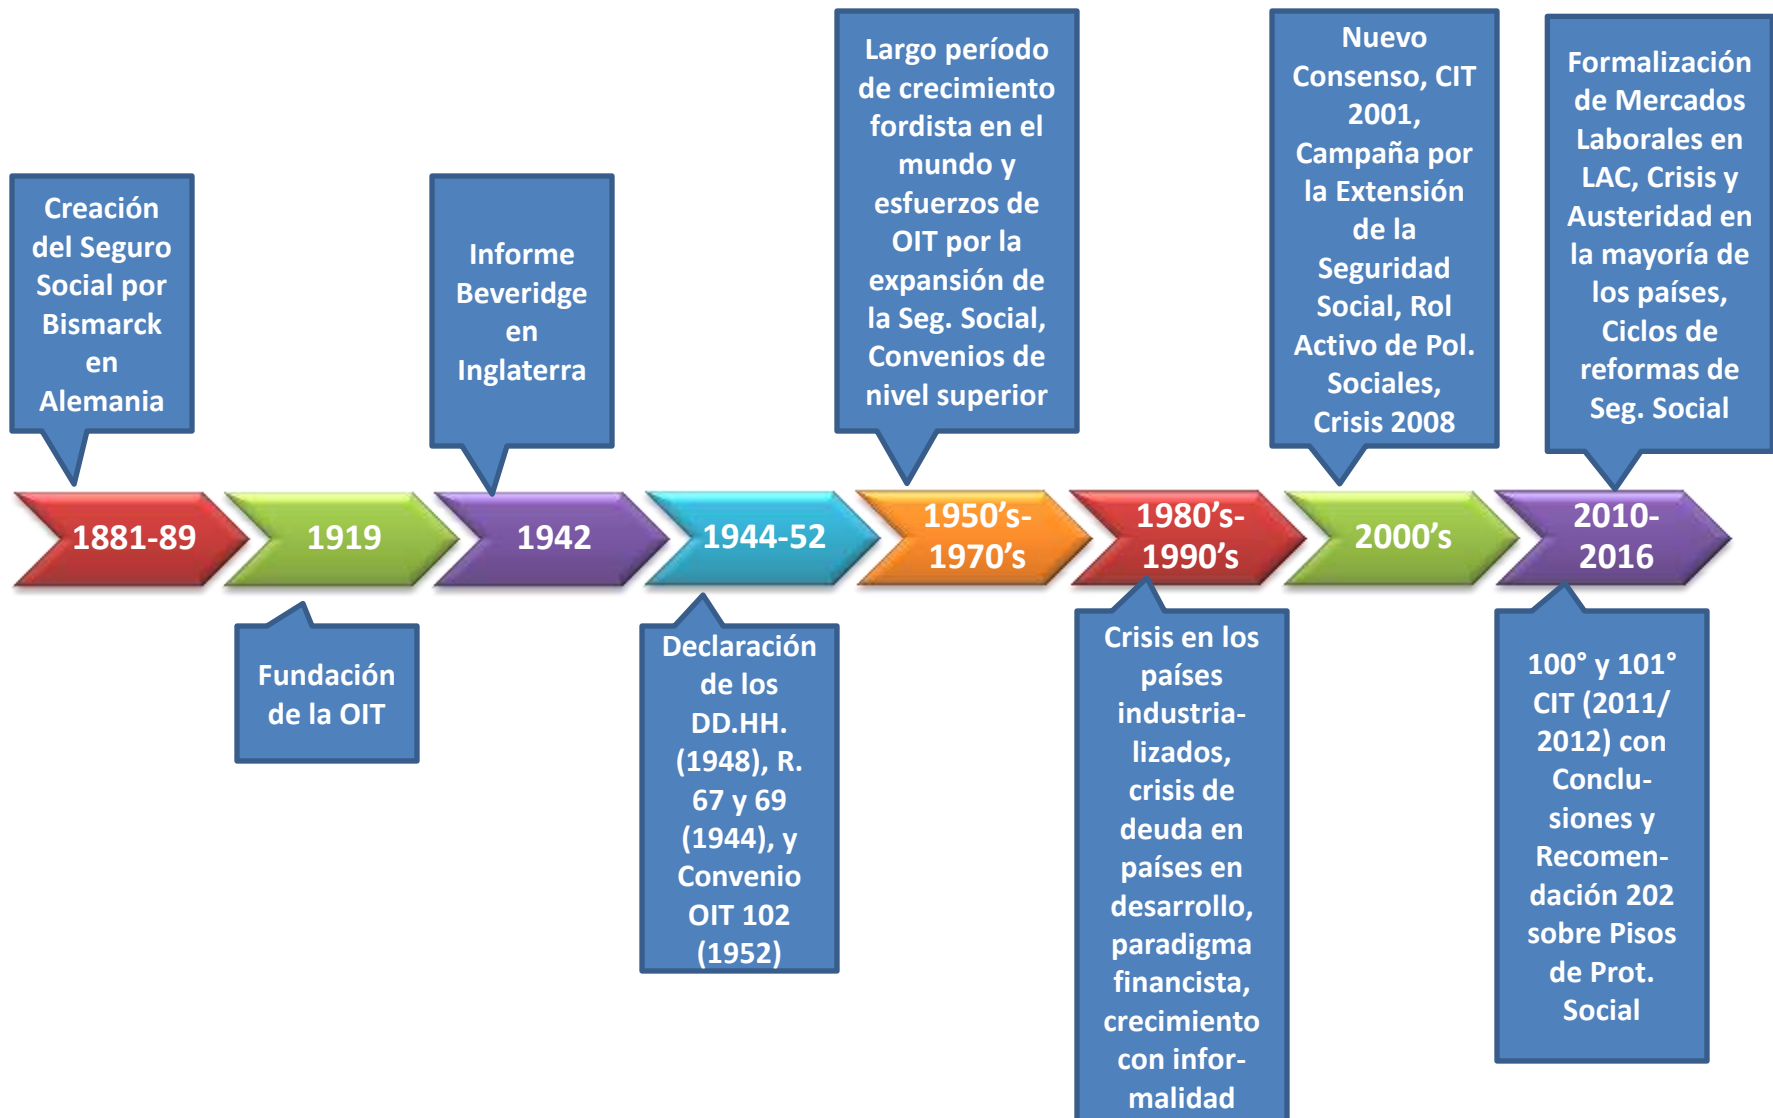 Creación
del Seguro
Social por
Bismarck
en
Alemania
Informe
Beveridge
en
Inglaterra
Largo período
de crecimiento
fordista en el
mundo y
esfuerzos de
OIT por la
expansión de
la Seg. Social,
Convenios de
nivel superior
Nuevo
Consenso, CIT
2001,
Campaña por
la Extensión
de la
Seguridad
Social, Rol
Activo de Pol.
Sociales,
Crisis 2008
Formalización
de Mercados
Laborales en
LAC, Crisis y
Austeridad en
la mayoría de
los países,
Ciclos de
reformas de
Seg. Social
1881-89
1919
1942
1944-52
1950’s-
1970’s
1980’s-
1990’s
2000’s
2010-
2016
Fundación
de la OIT
Declaración
de los
DD.HH.
(1948), R.
67 y 69
(1944), y
Convenio
OIT 102
(1952)
Crisis en los
países
industria-
lizados,
crisis de
deuda en
países en
desarrollo,
paradigma
financista,
crecimiento
con infor-
malidad
100° y 101°
CIT (2011/
2012) con
Conclu-
siones y
Recomen-
dación 202
sobre Pisos
de Prot.
Social